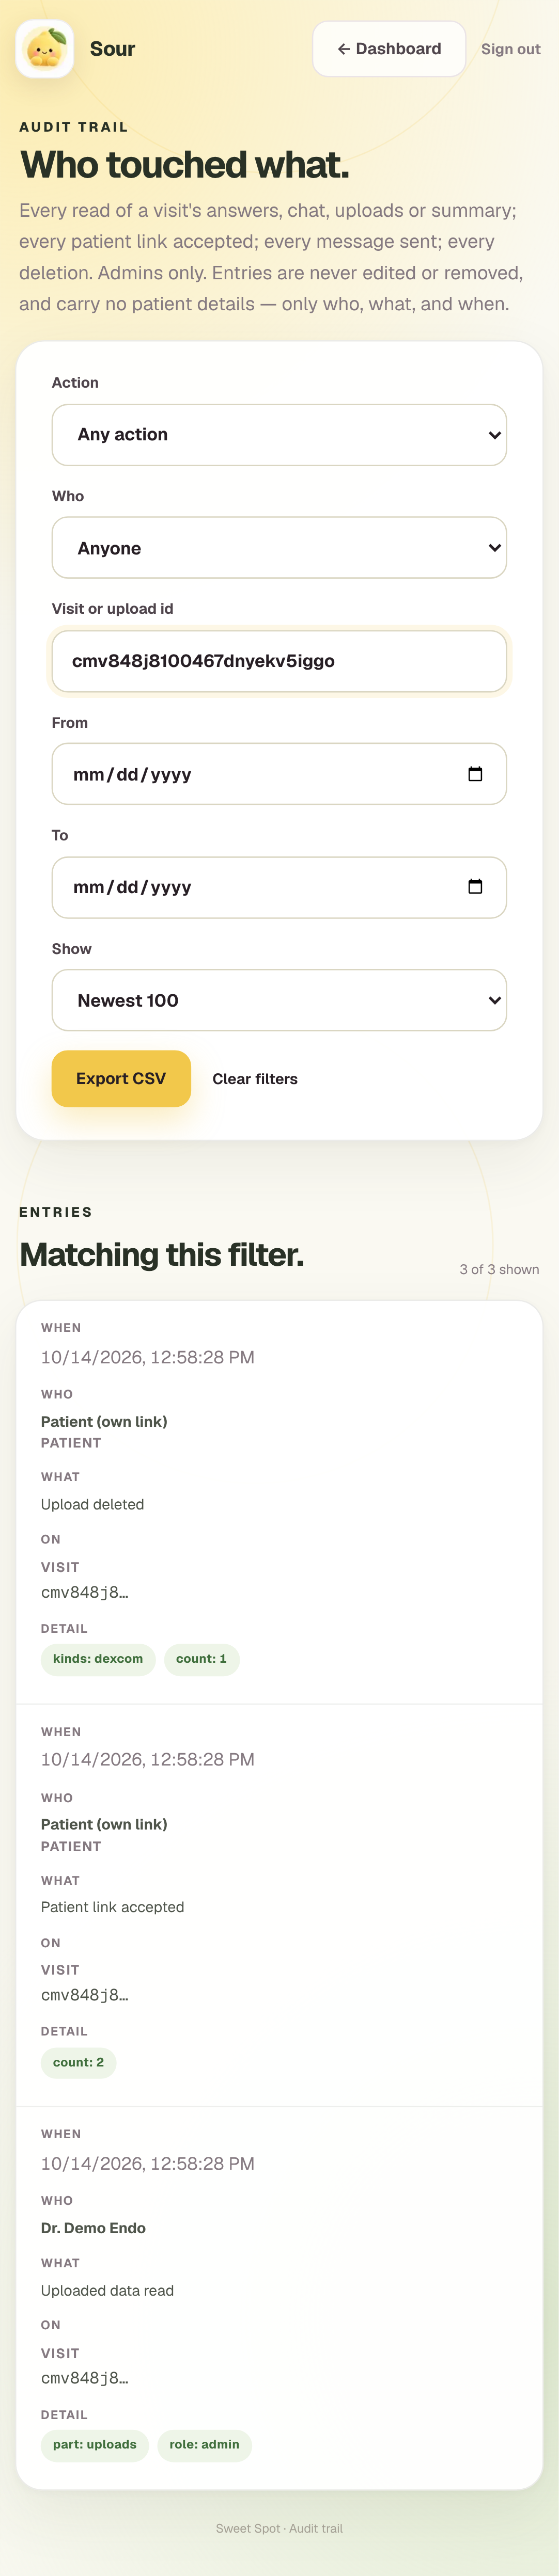 Sour
← Dashboard
Sign out
AUDIT TRAIL
Who touched what.
Every read of a visit's answers, chat, uploads or summary;
every patient link accepted; every message sent; every
deletion. Admins only. Entries are never edited or removed,
and carry no patient details — only who, what, and when.
Action
Any action
Who
Anyone
Visit or upload id
cmv848j8100467dnyekv5iggo
From
mm/dd/yyyy
To
mm/dd/yyyy
Show
Newest 100
Export CSV
Clear filters
ENTRIES
Matching this filter.
3 of 3 shown
WHEN
10/14/2026, 12:58:28 PM
WHO
Patient (own link)
PATIENT
WHAT
Upload deleted
ON
VISIT
cmv848j8…
DETAIL
kinds: dexcom
count: 1
WHEN
10/14/2026, 12:58:28 PM
WHO
Patient (own link)
PATIENT
WHAT
Patient link accepted
ON
VISIT
cmv848j8…
DETAIL
count: 2
WHEN
10/14/2026, 12:58:28 PM
WHO
Dr. Demo Endo
WHAT
Uploaded data read
ON
VISIT
cmv848j8…
DETAIL
part: uploads
role: admin
Sweet Spot · Audit trail